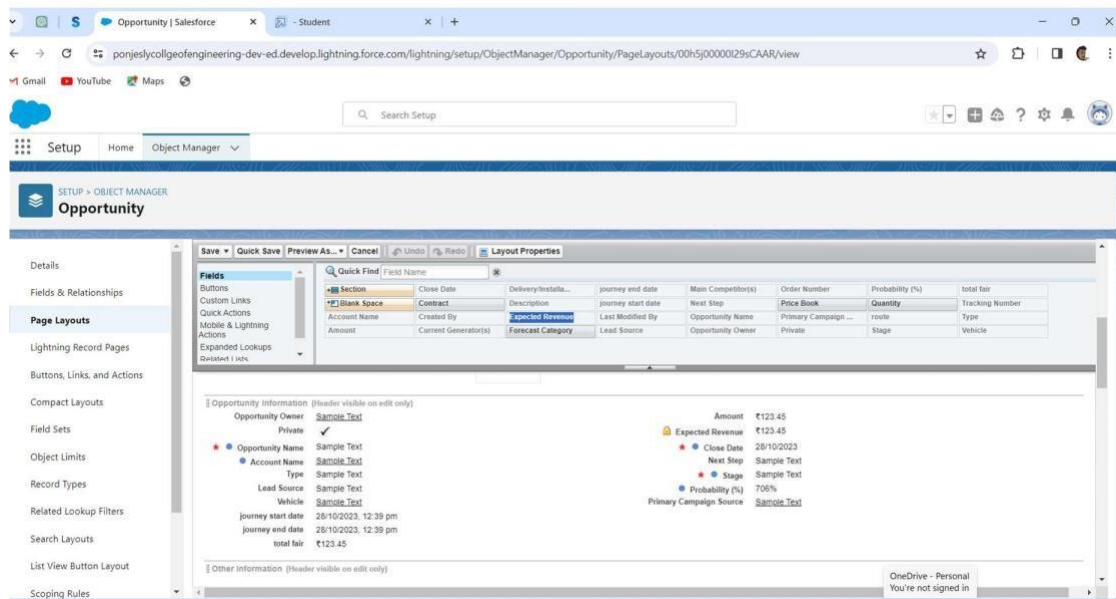 Opportunity | Salesforce
- Student
ponjeslycollgeofengineering-dev-ed.develop.lightning.force.com/lightning/setup/ObjectManager/Opportunity/PageLayouts/00h5j00000I29sCAAR/view
Gmail YouTube Maps
Search Setup
Setup Home Object Manager
SETUP > OBJECT MANAGER
Opportunity
Details
Fields & Relationships
Page Layouts
Lightning Record Pages
Buttons, Links, and Actions
Compact Layouts
Field Sets
Object Limits
Record Types
Related Lookup Filters
Search Layouts
List View Button Layout
Scoping Rules
Save Quick Save Preview As... Cancel Undo Redo Layout Properties
Fields
Buttons
Custom Links
Quick Actions
Mobile & Lightning
Actions
Expanded Lookups
Related Lists
Quick Find Field Name
Section Close Date Delivery/Installa... journey end date Main Competitor(s) Order Number Probability (%) total fair
Blank Space Contract Description journey start date Next Step Price Book Quantity Tracking Number
Account Name Created By Expected Revenue Last Modified By Opportunity Name Primary Campaign ... route Type
Amount Current Generator(s) Forecast Category Lead Source Opportunity Owner Private Stage Vehicle
Opportunity Information (Header visible on edit only)
Opportunity Owner Sample Text
Private ✓
Opportunity Name Sample Text
Account Name Sample Text
Type Sample Text
Lead Source Sample Text
Vehicle Sample Text
journey start date 28/10/2023, 12:39 pm
journey end date 28/10/2023, 12:39 pm
total fair ₹123.45
Amount ₹123.45
Expected Revenue ₹123.45
Close Date 28/10/2023
Next Step Sample Text
Stage Sample Text
Probability (%) 706%
Primary Campaign Source Sample Text
Other Information (Header visible on edit only)
OneDrive - Personal
You're not signed in